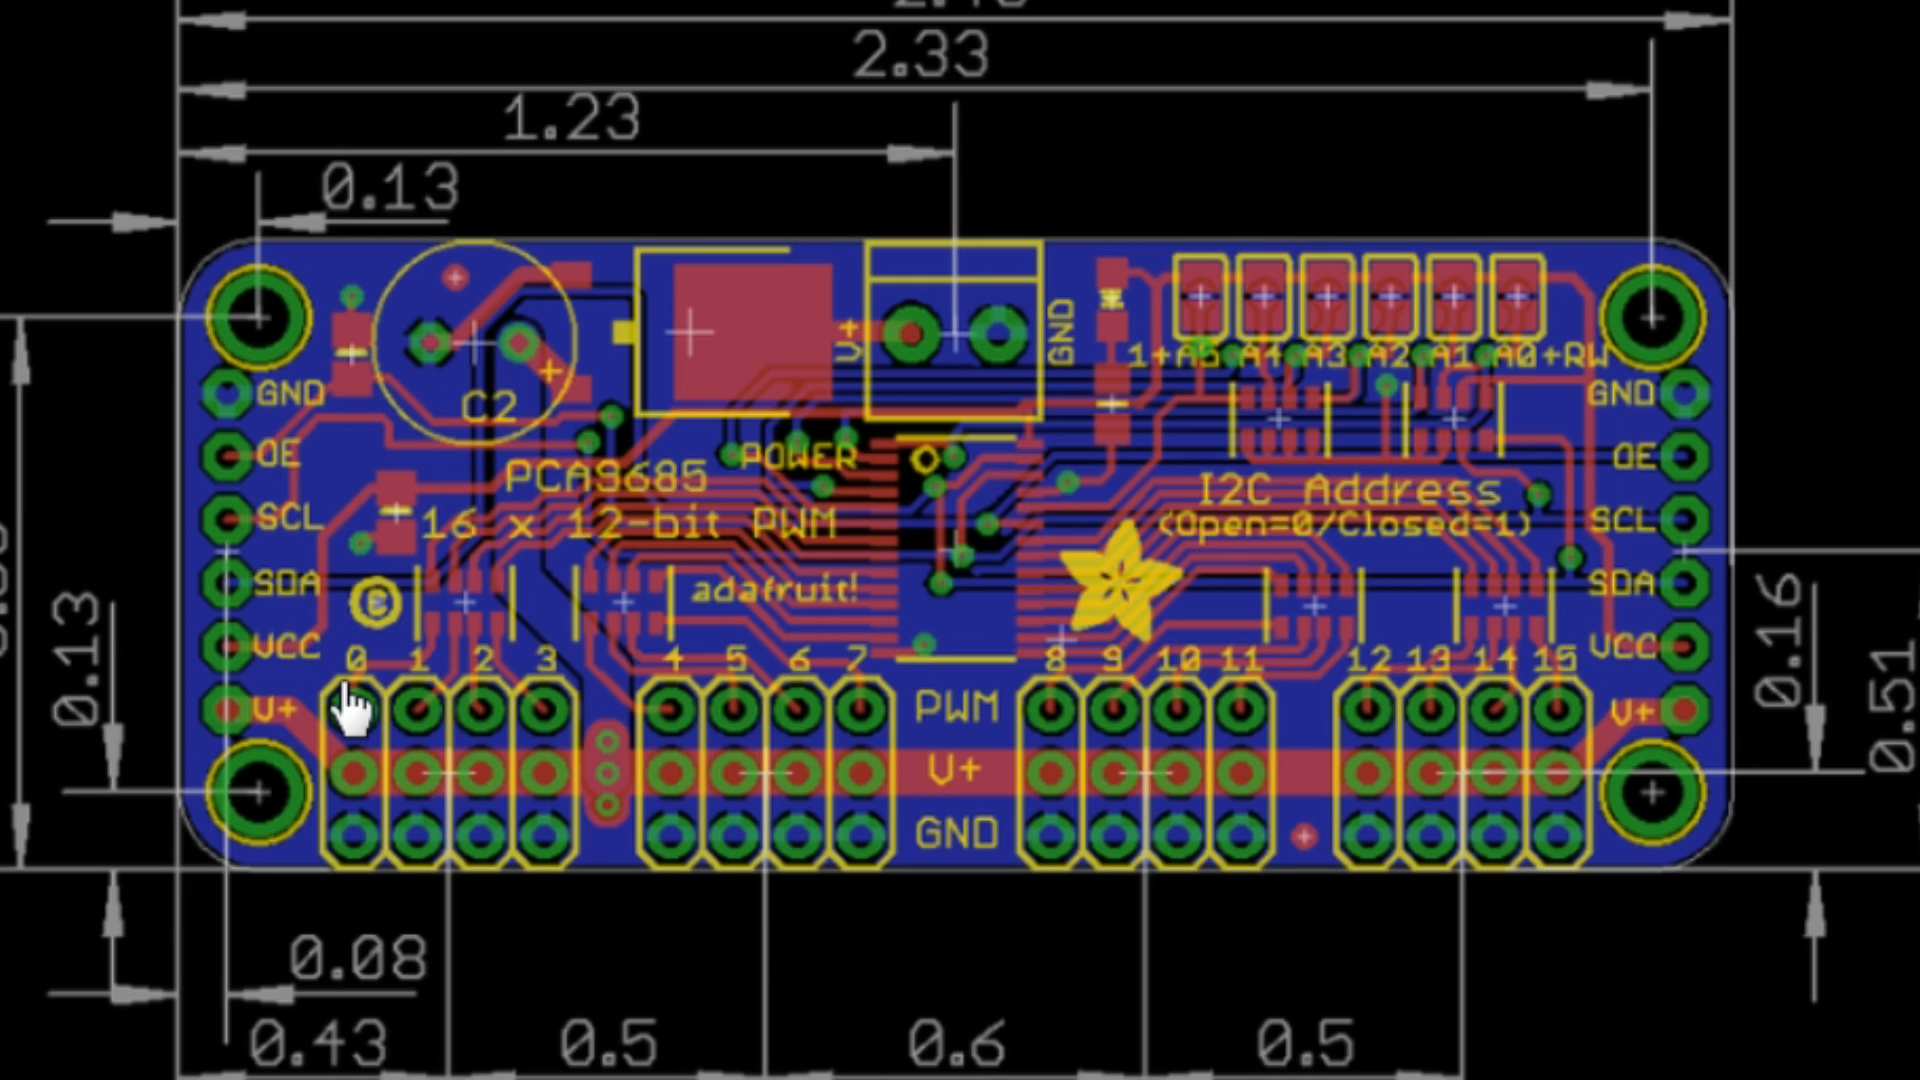 2.33
1.23
0.13
V+
GND
1+A5 A4 A3 A2 A1 A0+RW
GND
C2
GND
OE
POWER
OE
PCA9685
I2C Address
SCL
16 x 12-bit PWM
(Open=0/Closed=1)
SCL
SDA
©
adafruit!
SDA
VCC
0 1 2 3 4 5 6 7 8 9 10 11 12 13 14 15
VCC
V+
PWM
V+
V+
GND
0.13
0.16
0.51
0.08
0.43
0.5
0.6
0.5